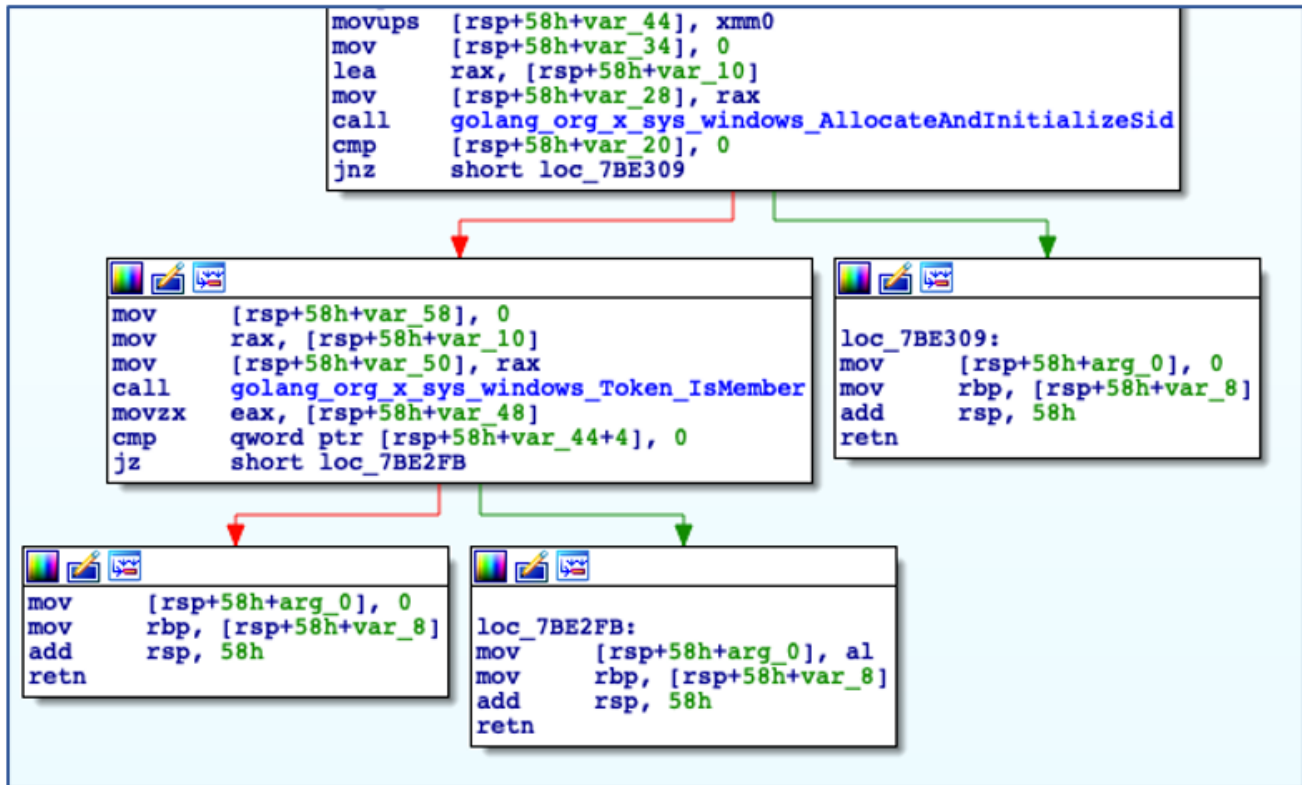 movups [rsp+58h+var_44], xmm0
mov [rsp+58h+var_34], 0
lea rax, [rsp+58h+var_10]
mov [rsp+58h+var_28], rax
call golang_org_x_sys_windows_AllocateAndInitializeSid
cmp [rsp+58h+var_20], 0
jnz short loc_7BE309
mov [rsp+58h+var_58], 0
mov rax, [rsp+58h+var_10]
mov [rsp+58h+var_50], rax
call golang_org_x_sys_windows_Token_IsMember
movzx eax, [rsp+58h+var_48]
cmp qword ptr [rsp+58h+var_44+4], 0
jz short loc_7BE2FB
loc_7BE309:
mov [rsp+58h+arg_0], 0
mov rbp, [rsp+58h+var_8]
add rsp, 58h
retn
mov [rsp+58h+arg_0], 0
mov rbp, [rsp+58h+var_8]
add rsp, 58h
retn
loc_7BE2FB:
mov [rsp+58h+arg_0], al
mov rbp, [rsp+58h+var_8]
add rsp, 58h
retn